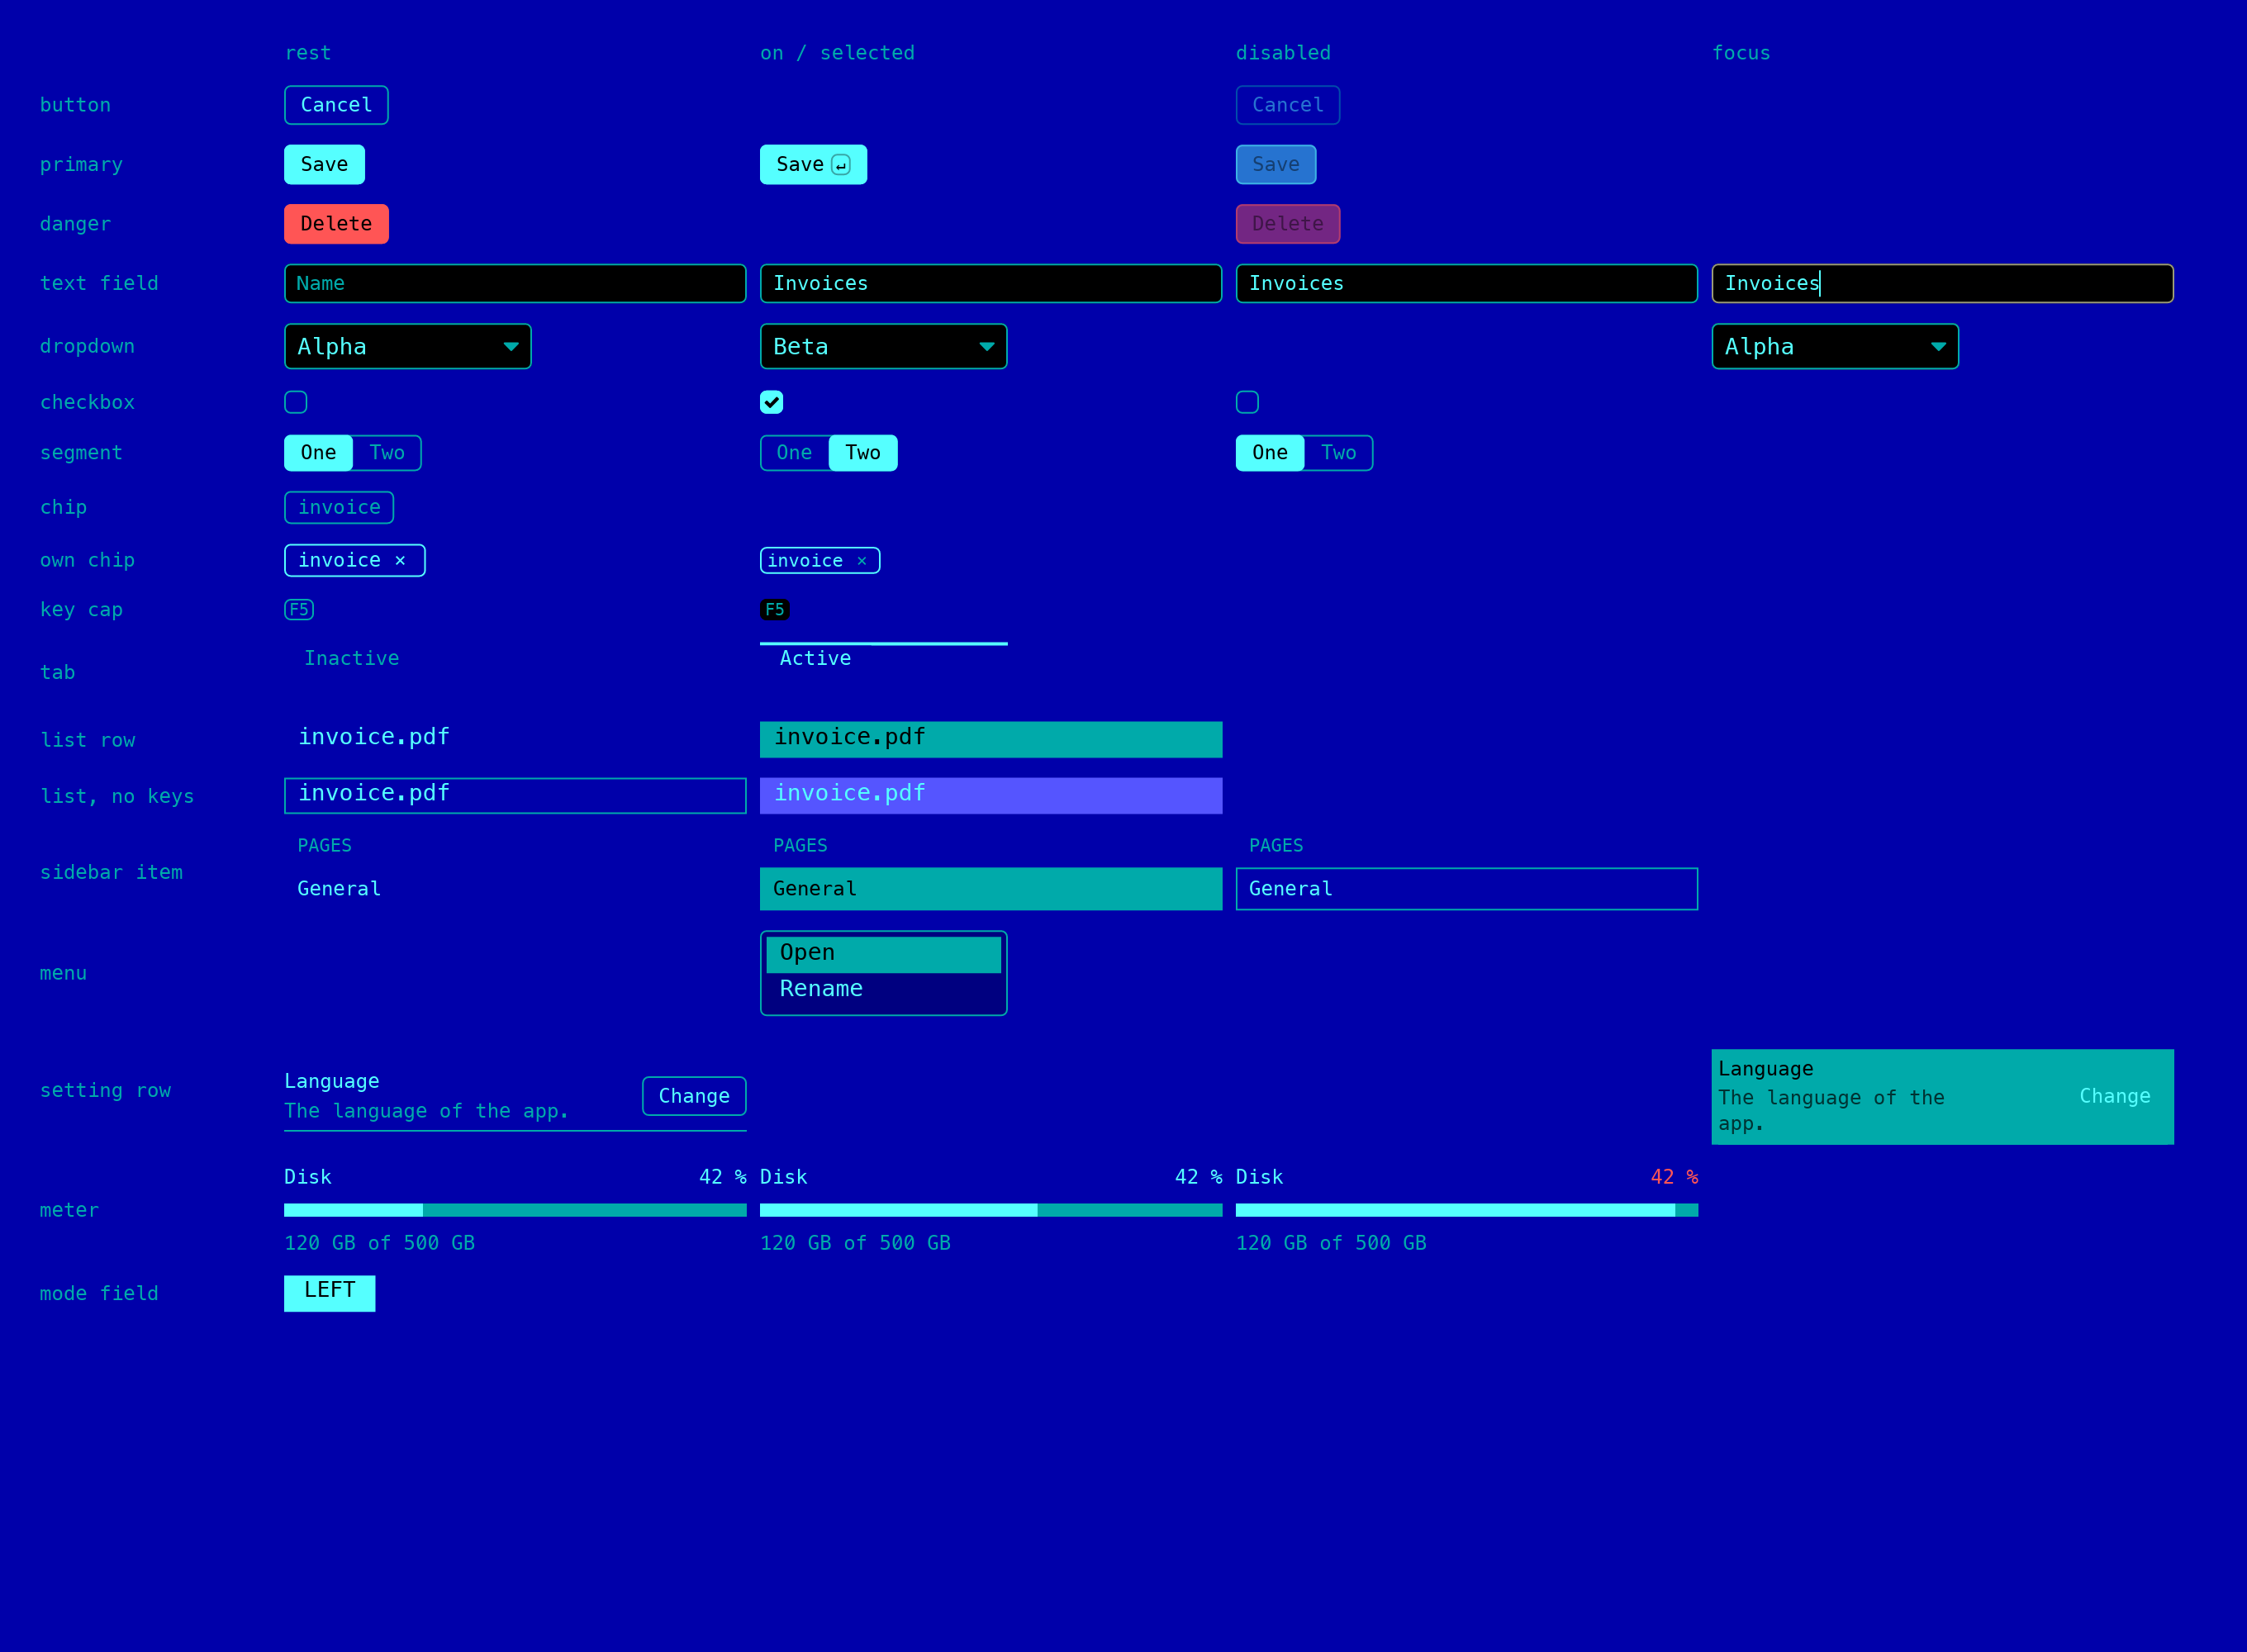 rest on / selected disabled focus
button Cancel Cancel
primary Save Save ↵ Save
danger Delete Delete
text field Name Invoices Invoices Invoices
dropdown Alpha Beta Alpha
checkbox
segment One Two One Two One Two
chip invoice
own chip invoice × invoice ×
key cap F5 F5
tab Inactive Active
list row invoice.pdf invoice.pdf
list, no keys invoice.pdf invoice.pdf
PAGES PAGES PAGES
sidebar item
General General General
Open
menu
Rename
setting row
Language
The language of the app.
Change
Language
The language of the
app.
Change
Disk 42 % Disk 42 % Disk 42 %
meter
120 GB of 500 GB 120 GB of 500 GB 120 GB of 500 GB
mode field LEFT